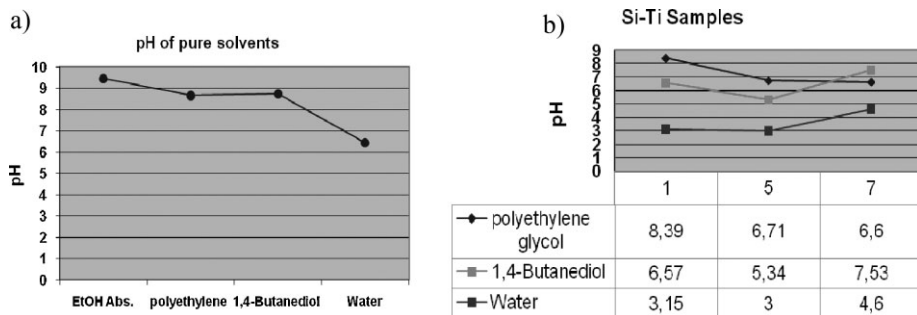 a)
pH of pure solvents
10
9
8
7
6
5
4
3
2
1
0
pH
EtOH Abs. polyethylene 1,4-Butanediol Water
b)
Si-Ti Samples
9
8
7
6
5
4
3
2
1
0
pH
1 5 7
polyethylene
glycol 8,39 6,71 6,6
1,4-Butanediol 6,57 5,34 7,53
Water 3,15 3 4,6